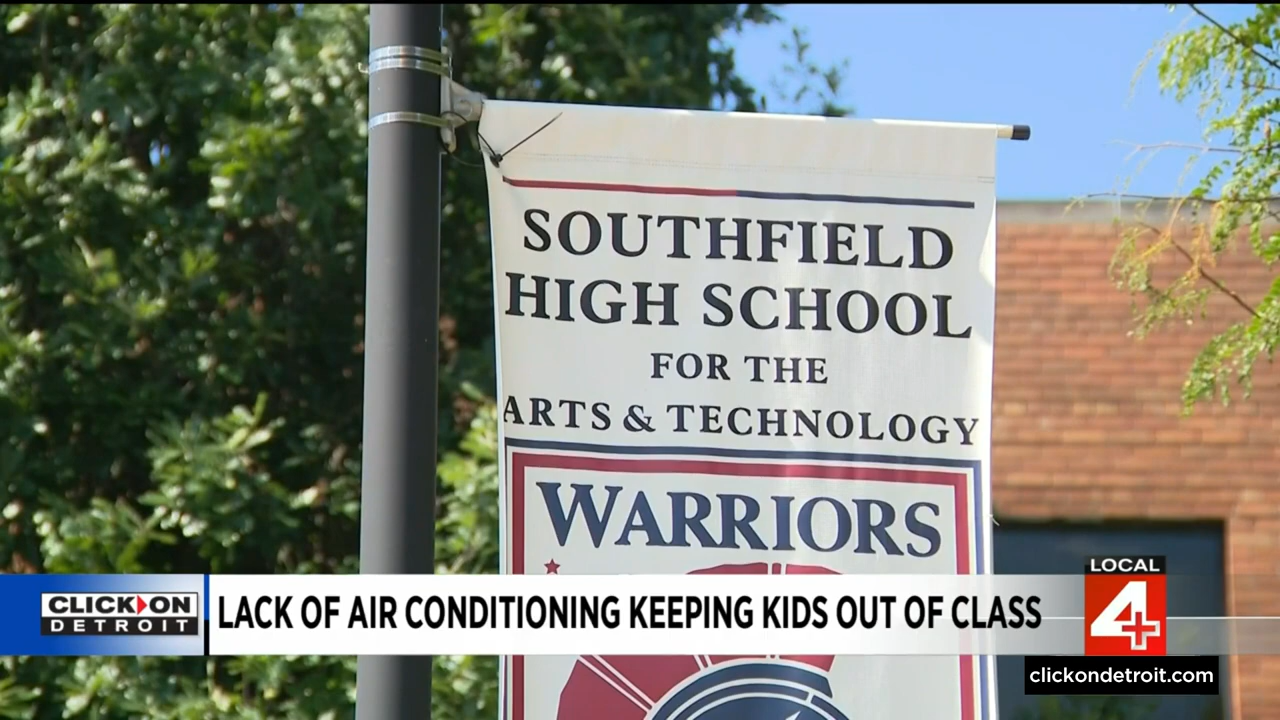 SOUTHFIELD
HIGH SCHOOL
FOR THE
ARTS & TECHNOLOGY
WARRIORS
CLICK ON
DETROIT
LACK OF AIR CONDITIONING KEEPING KIDS OUT OF CLASS
LOCAL
4+
clickondetroit.com